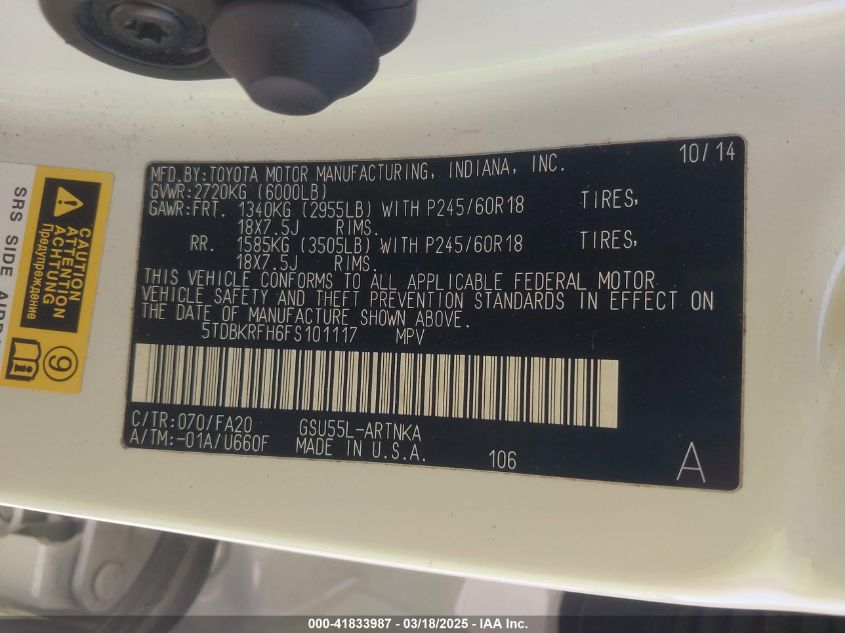 MFD.BY:TOYOTA MOTOR MANUFACTURING, INDIANA, INC. 10/14
GVWR:2720KG (6000LB)
GAWR:FRT. 1340KG (2955LB) WITH P245/60R18 TIRES,
18X7.5J RIMS.
RR. 1585KG (3505LB) WITH P245/60R18 TIRES,
18X7.5J RIMS.
THIS VEHICLE CONFORMS TO ALL APPLICABLE FEDERAL MOTOR
VEHICLE SAFETY AND THEFT PREVENTION STANDARDS IN EFFECT ON
THE DATE OF MANUFACTURE SHOWN ABOVE.
5TDBKRFH6FS101117 MPV
C/TR:070/FA20 GSU55L-ARTNKA
A/TM:-01A/U660F MADE IN U.S.A. 106
A
CAUTION
ATTENTION
ACHTUNG
Предупреждение
9
SRS SIDE
000-41833987 - 03/18/2025 - IAA Inc.